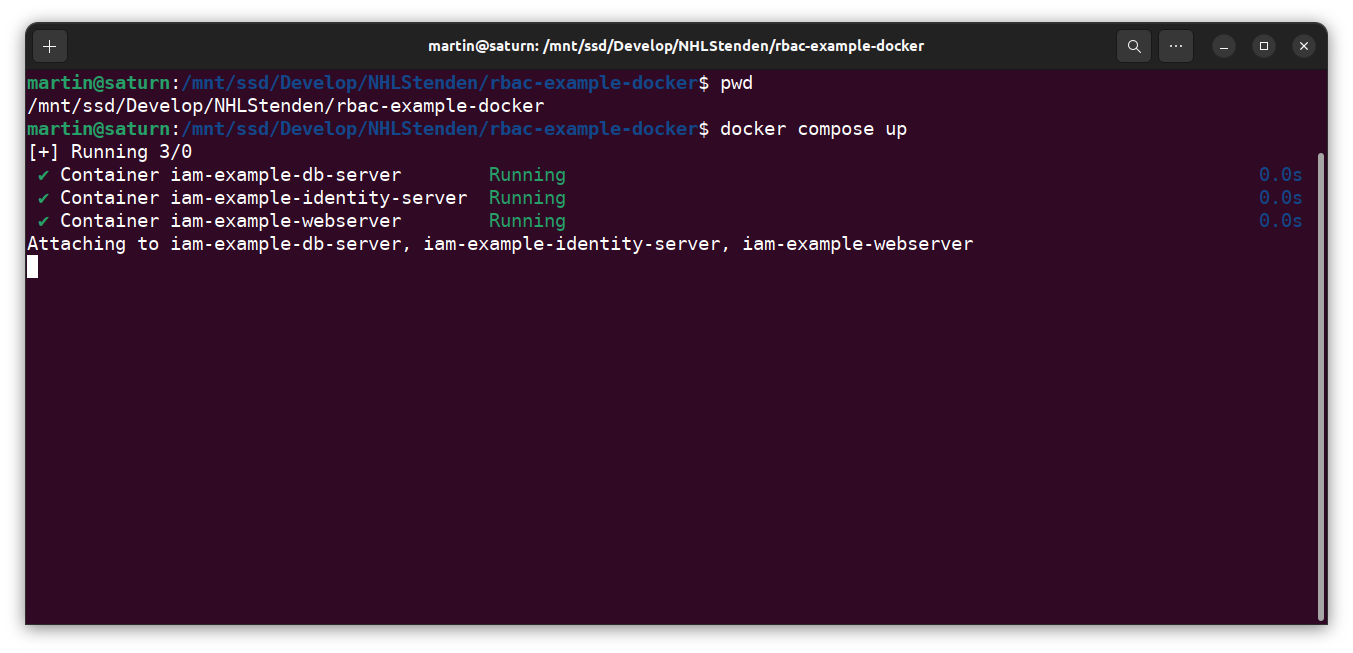 martin@saturn: /mnt/ssd/Develop/NHLStenden/rbac-example-docker
martin@saturn:/mnt/ssd/Develop/NHLStenden/rbac-example-docker$ pwd
/mnt/ssd/Develop/NHLStenden/rbac-example-docker
martin@saturn:/mnt/ssd/Develop/NHLStenden/rbac-example-docker$ docker compose up
[+] Running 3/0
✔ Container iam-example-db-server Running 0.0s
✔ Container iam-example-identity-server Running 0.0s
✔ Container iam-example-webserver Running 0.0s
Attaching to iam-example-db-server, iam-example-identity-server, iam-example-webserver